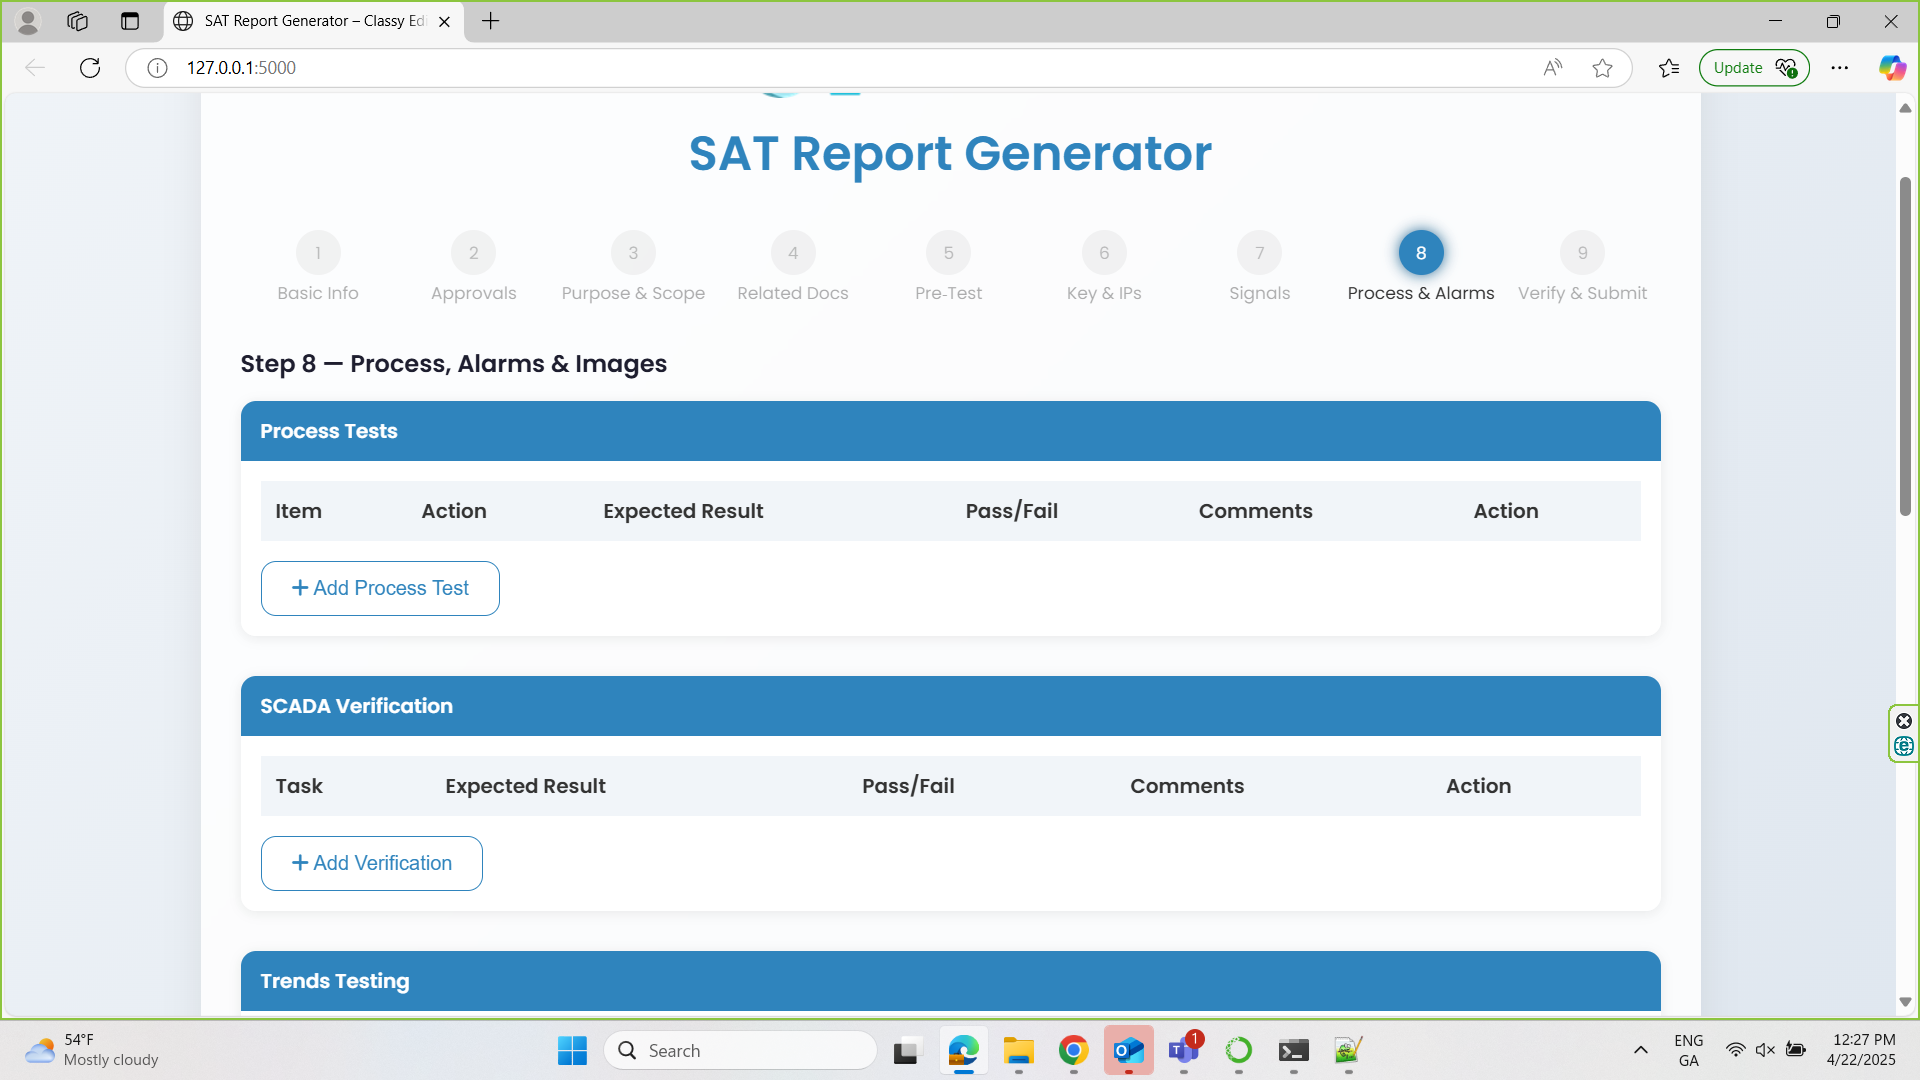 SAT Report Generator – Classy Edi
127.0.0.1:5000
Update
SAT Report Generator
1 2 3 4 5 6 7 8 9
Basic Info Approvals Purpose & Scope Related Docs Pre-Test Key & IPs Signals Process & Alarms Verify & Submit
Step 8 — Process, Alarms & Images
Process Tests
Item Action Expected Result Pass/Fail Comments Action
+ Add Process Test
SCADA Verification
Task Expected Result Pass/Fail Comments Action
+ Add Verification
Trends Testing
54°F
Mostly cloudy
Search
1
ENG
GA
12:27 PM
4/22/2025